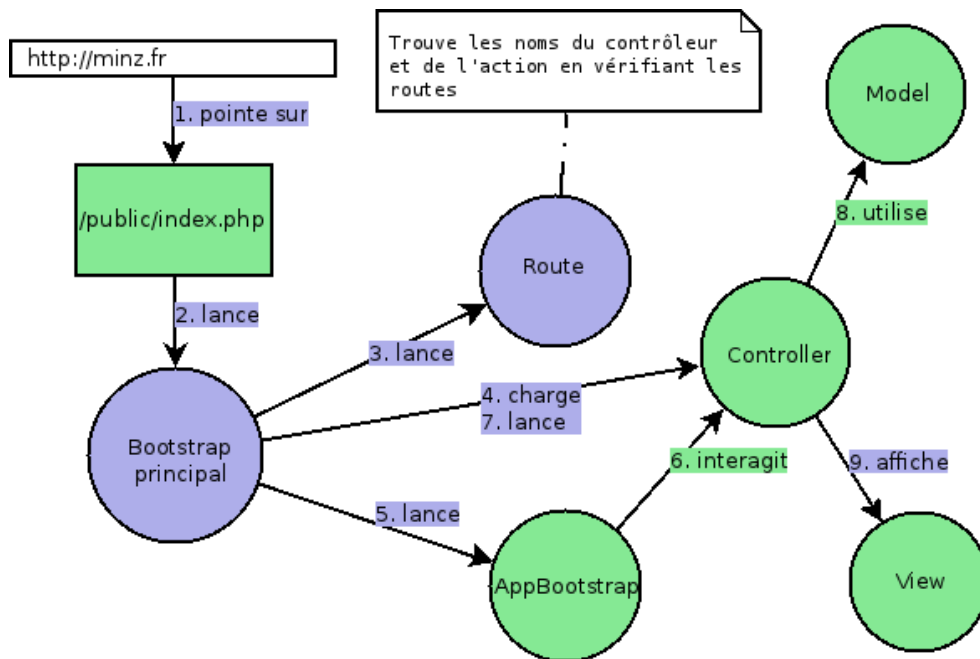 http://minz.fr
Trouve les noms du contrôleur
et de l'action en vérifiant les
routes
Model
1. pointe sur
/public/index.php
8. utilise
Route
2. lance
3. lance
Controller
4. charge
7. lance
Bootstrap
principal
6. interagit
9. affiche
5. lance
AppBootstrap
View